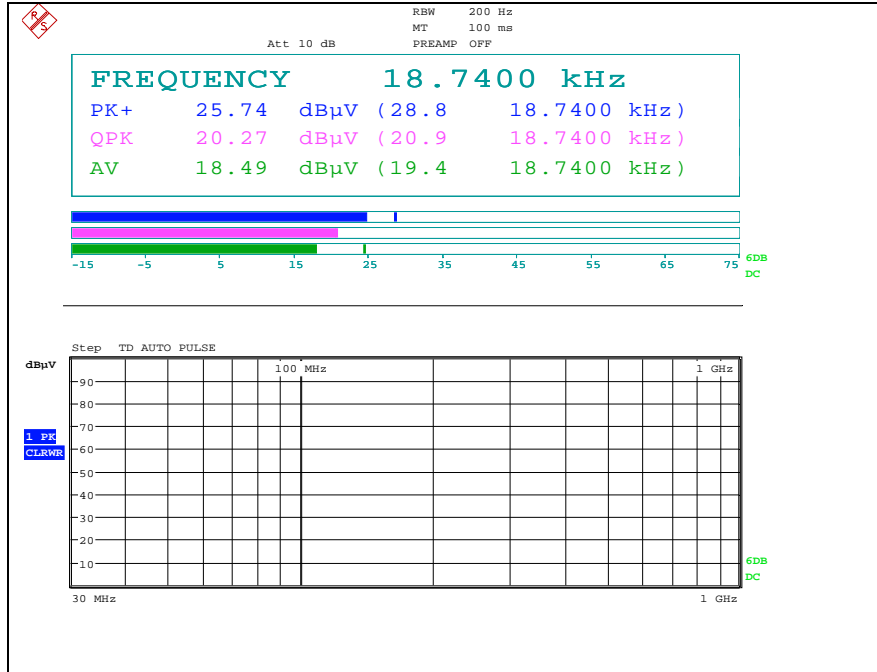 R S
RBW 200 Hz
MT 100 ms
Att 10 dB PREAMP OFF
FREQUENCY 18.7400 kHz
PK+ 25.74 dBµV (28.8 18.7400 kHz)
QPK 20.27 dBµV (20.9 18.7400 kHz)
AV 18.49 dBµV (19.4 18.7400 kHz)
-15 -5 5 15 25 35 45 55 65 75
6DB
DC
Step TD AUTO PULSE
dBµV
100 MHz 1 GHz
90
80
70
1 PK
60
CLRWR
50
40
30
20
10
6DB
DC
30 MHz 1 GHz